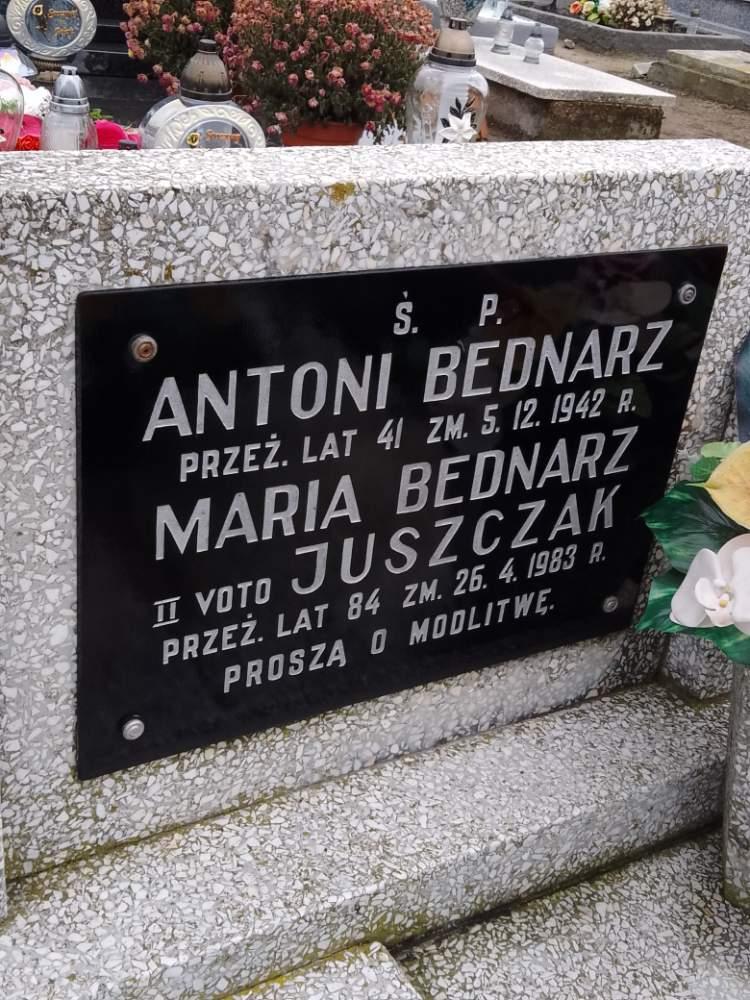 Ś. P.
ANTONI BEDNARZ
PRZEŻ. LAT 41 ZM. 5. 12. 1942 R.
MARIA BEDNARZ
II VOTO JUSZCZAK
PRZEŻ. LAT 84 ZM. 26. 4. 1983 R.
PROSZĄ O MODLITWĘ.